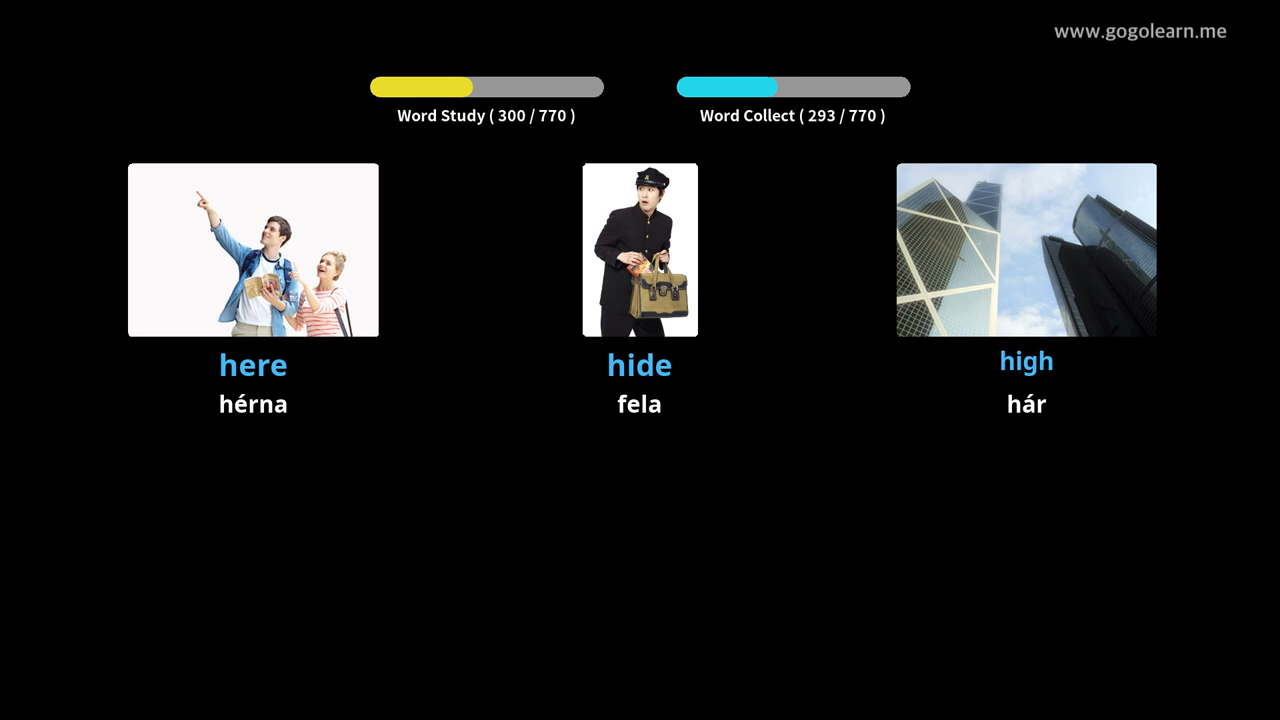 www.gogolearn.me
Word Study ( 300 / 770 )
Word Collect ( 293 / 770 )
here
hide
high
hérna
fela
hár